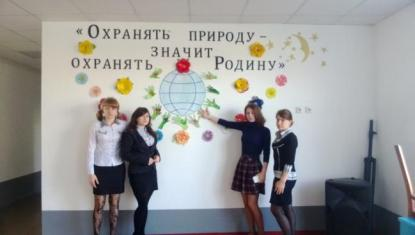 «Охранять природу –
значит
охранять Родину»